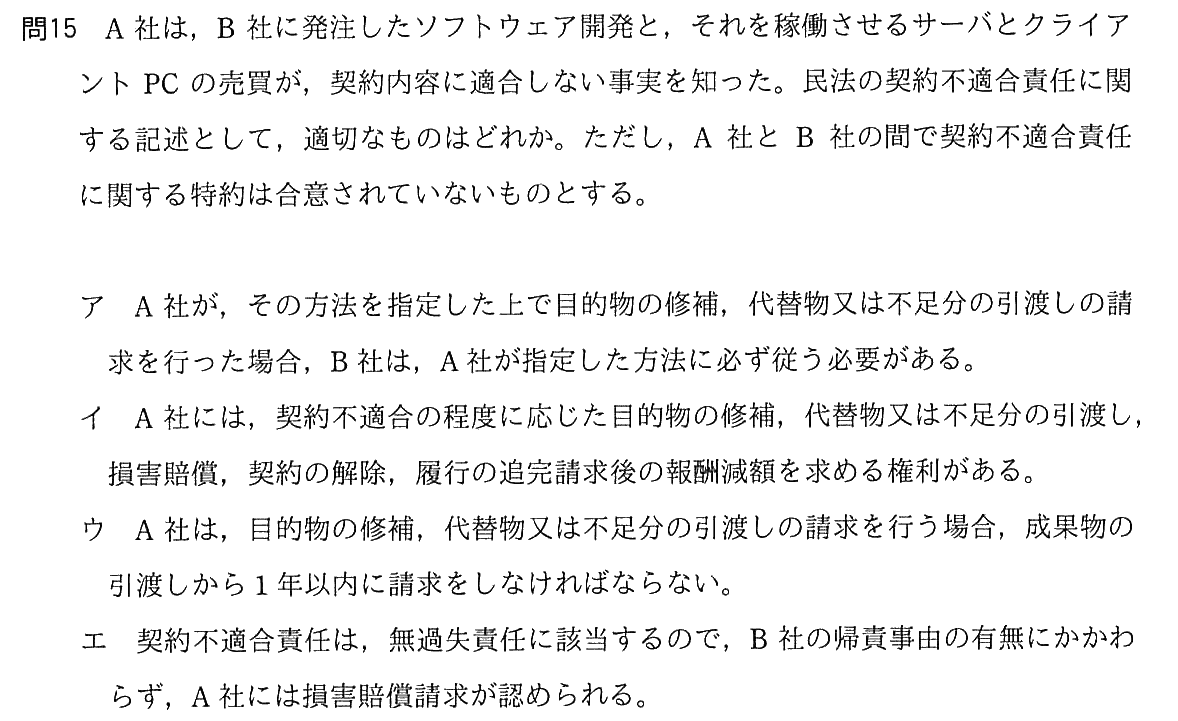 問15　A 社は，B 社に発注したソフトウェア開発と，それを稼働させるサーバとクライア
ント PC の売買が，契約内容に適合しない事実を知った。民法の契約不適合責任に関
する記述として，適切なものはどれか。ただし，A 社と B 社の間で契約不適合責任
に関する特約は合意されていないものとする。
ア　A 社が，その方法を指定した上で目的物の修補，代替物又は不足分の引渡しの請
求を行った場合，B 社は，A 社が指定した方法に必ず従う必要がある。
イ　A 社には，契約不適合の程度に応じた目的物の修補，代替物又は不足分の引渡し，
損害賠償，契約の解除，履行の追完請求後の報酬減額を求める権利がある。
ウ　A 社は，目的物の修補，代替物又は不足分の引渡しの請求を行う場合，成果物の
引渡しから 1 年以内に請求をしなければならない。
エ　契約不適合責任は，無過失責任に該当するので，B 社の帰責事由の有無にかかわ
らず，A 社には損害賠償請求が認められる。